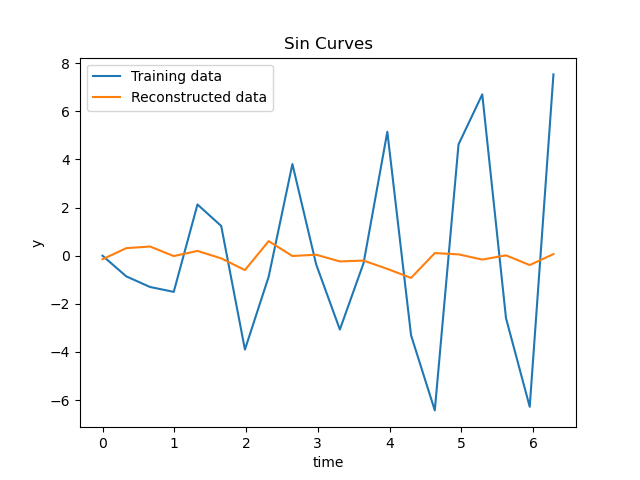 Sin Curves
Training data
Reconstructed data
8
6
4
2
0
−2
−4
−6
y
0 1 2 3 4 5 6
time